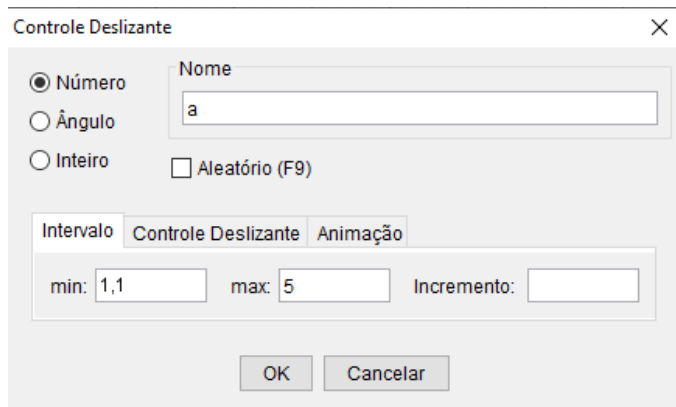 Controle Deslizante
Número
Ângulo
Inteiro
Nome
a
Aleatório (F9)
Intervalo Controle Deslizante Animação
min: 1,1 max: 5 Incremento:
OK Cancelar